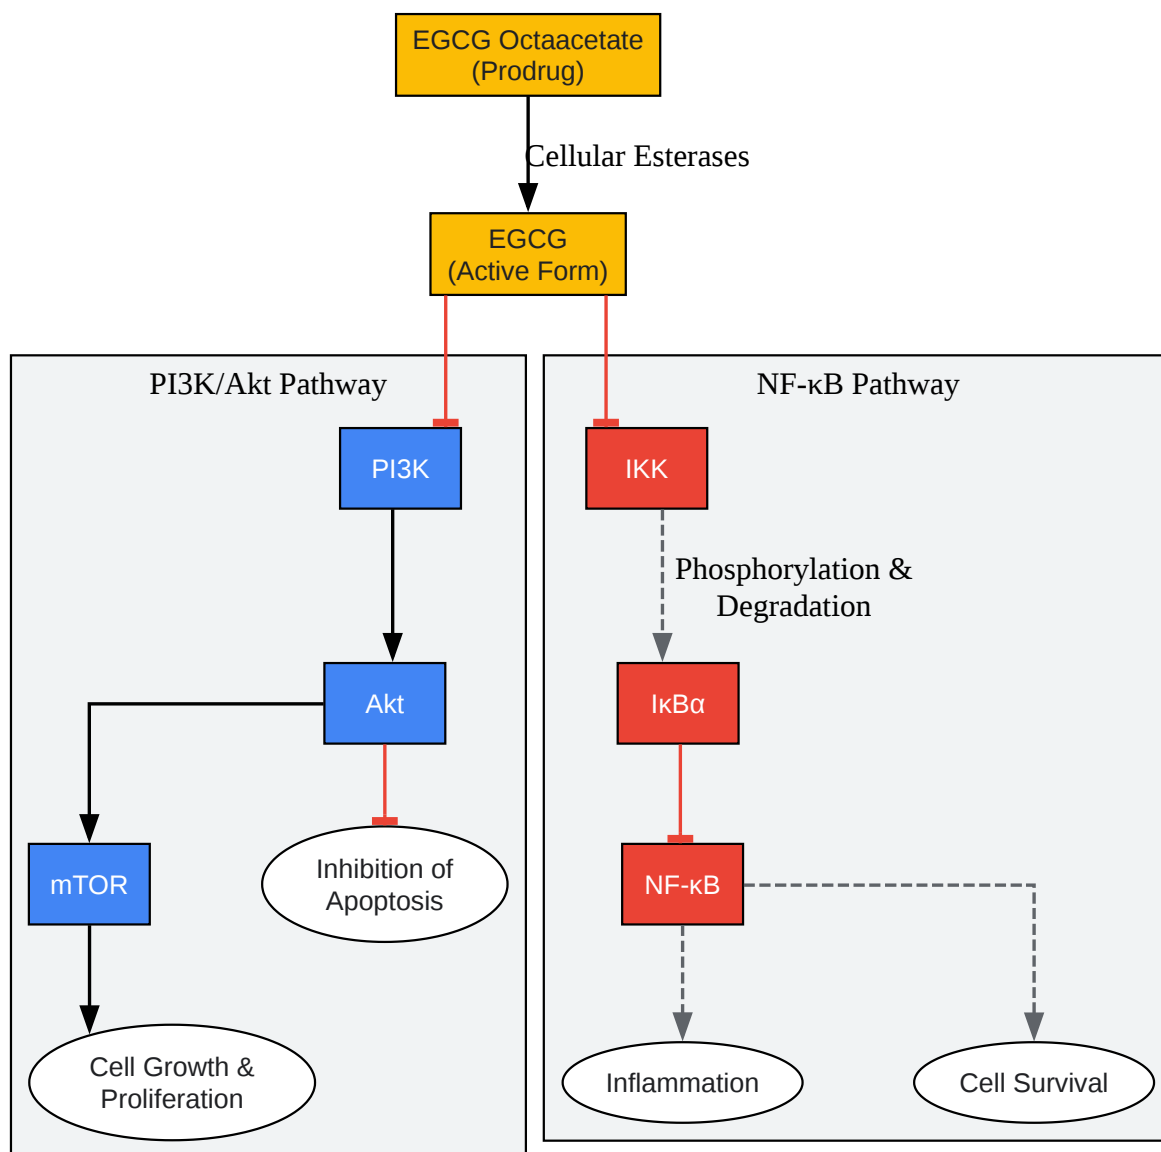 EGCG Octaacetate
(Prodrug)
Cellular Esterases
EGCG
(Active Form)
PI3K/Akt Pathway
NF-κB Pathway
PI3K
IKK
Phosphorylation &
Degradation
Akt
IκBα
mTOR
Inhibition of
Apoptosis
NF-κB
Cell Growth &
Proliferation
Inflammation
Cell Survival